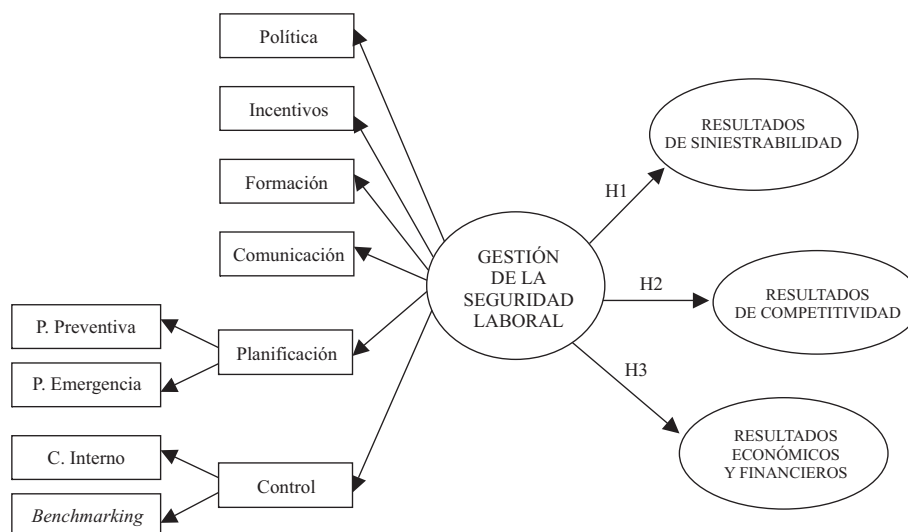 Política
Incentivos
Formación
Comunicación
P. Preventiva
Planificación
P. Emergencia
C. Interno
Control
Benchmarking
GESTIÓN
DE LA
SEGURIDAD
LABORAL
H1
RESULTADOS
DE SINIESTRABILIDAD
H2
RESULTADOS
DE COMPETITIVIDAD
H3
RESULTADOS
ECONÓMICOS
Y FINANCIEROS